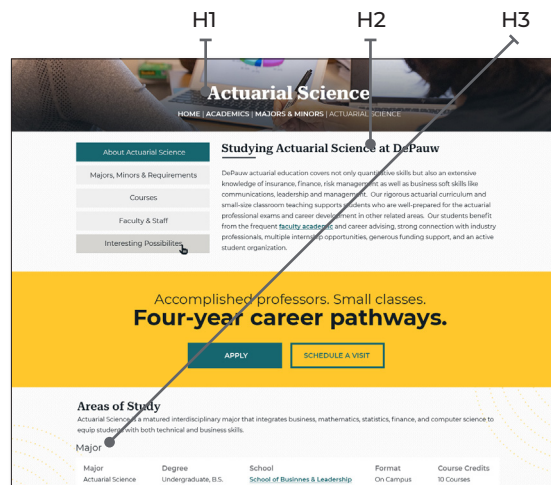 H1 H2 H3
Actuarial Science
HOME | ACADEMICS | MAJORS & MINORS | ACTUARIAL SCIENCE
About Actuarial Science
Majors, Minors & Requirements
Courses
Faculty & Staff
Interesting Possibilites
Studying Actuarial Science at DePauw
DePauw actuarial education covers not only quantitative skills but also an extensive
knowledge of insurance, finance, risk management as well as business soft skills like
communications, leadership and management. Our rigorous actuarial curriculum and
small-size classroom teaching supports students who are well-prepared for the actuarial
professional exams and career development in other related areas. Our students benefit
from the frequent faculty academic and career advising, strong connection with industry
professionals, multiple internship opportunities, generous funding support, and an active
student organization.
Accomplished professors. Small classes.
Four-year career pathways.
APPLY
SCHEDULE A VISIT
Areas of Study
Actuarial Science is a matured interdisciplinary major that integrates business, mathematics, statistics, finance, and computer science to
equip students with both technical and business skills.
Major
Major Degree School Format Course Credits
Actuarial Science Undergraduate, B.S. School of Businnes & Leadership On Campus 10 Courses